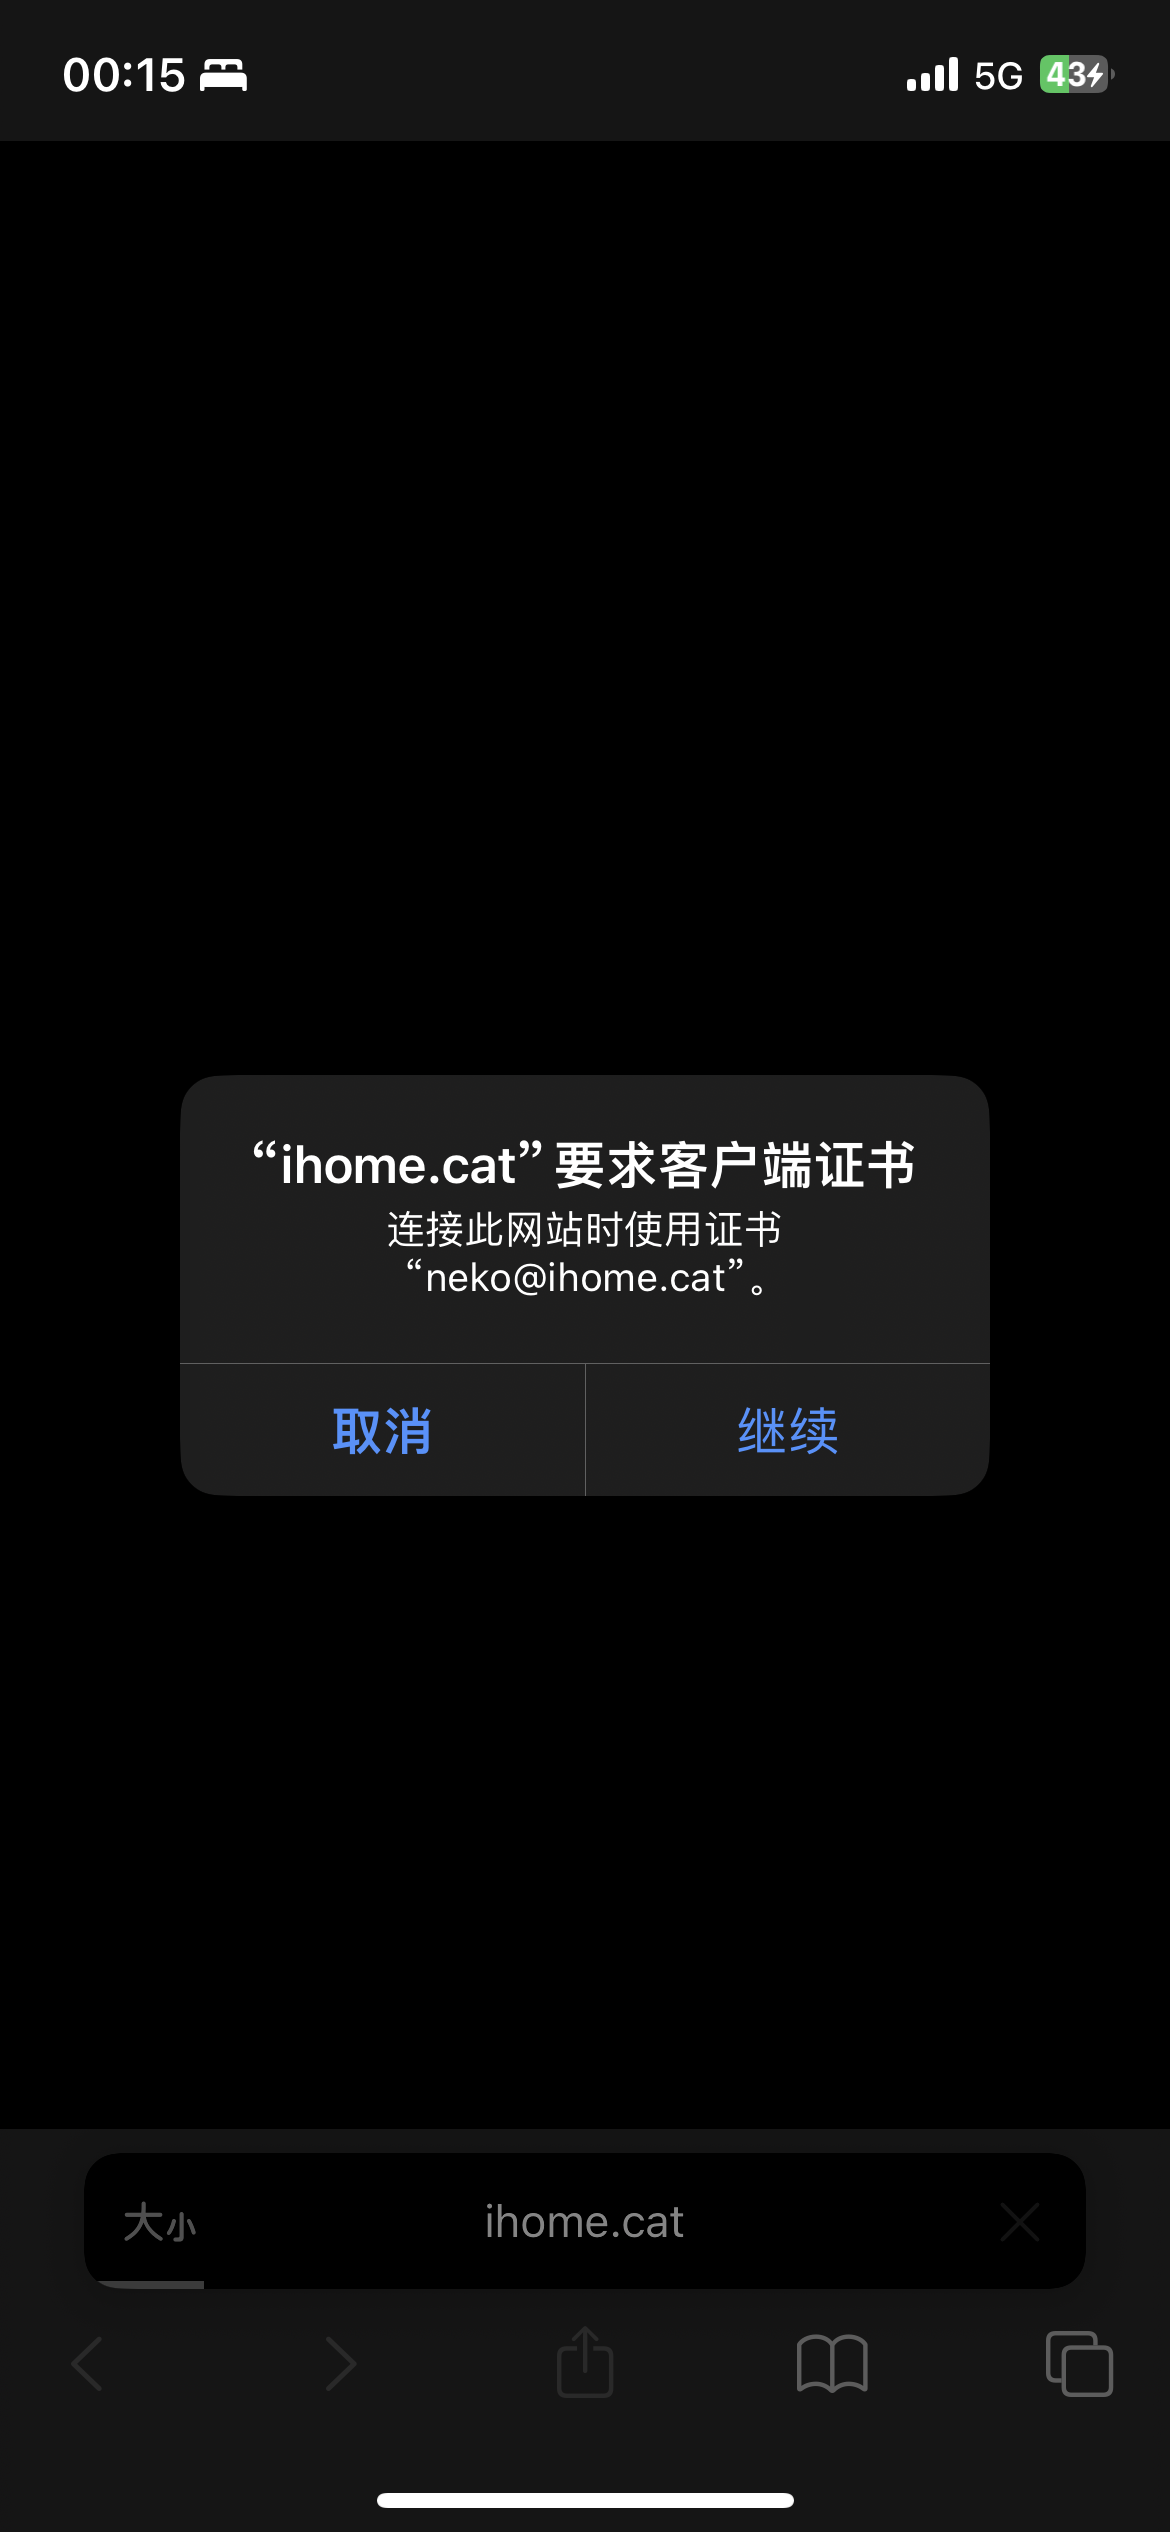 00:15
5G
43
“ihome.cat”要求客户端证书
连接此网站时使用证书
“neko@ihome.cat”。
取消
继续
大小
ihome.cat